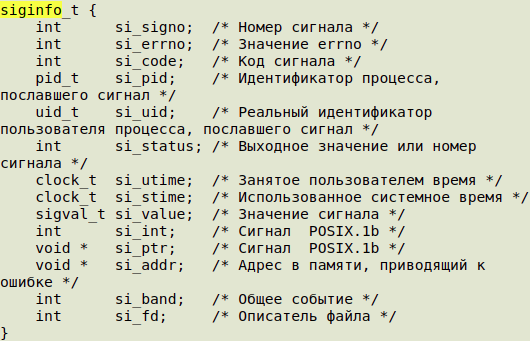 siginfo_t {
    int      si_signo;  /* Номер сигнала */
    int      si_errno;  /* Значение errno */
    int      si_code;   /* Код сигнала */
    pid_t    si_pid;    /* Идентификатор процесса,
пославшего сигнал */
    uid_t    si_uid;    /* Реальный идентификатор
пользователя процесса, пославшего сигнал */
    int      si_status; /* Выходное значение или номер
сигнала */
    clock_t  si_utime;  /* Занятое пользователем время */
    clock_t  si_stime;  /* Использованное системное время */
    sigval_t si_value;  /* Значение сигнала */
    int      si_int;    /* Сигнал  POSIX.1b */
    void *   si_ptr;    /* Сигнал  POSIX.1b */
    void *   si_addr;   /* Адрес в памяти, приводящий к
ошибке */
    int      si_band;   /* Общее событие */
    int      si_fd;     /* Описатель файла */
}